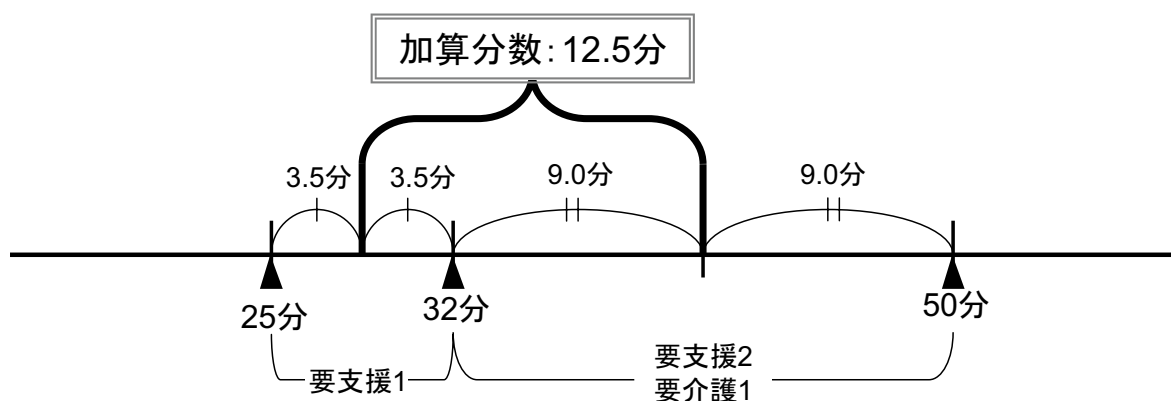 加算分数：12.5分
3.5分
3.5分
9.0分
9.0分
25分
32分
50分
要支援1
要支援2
要介護1